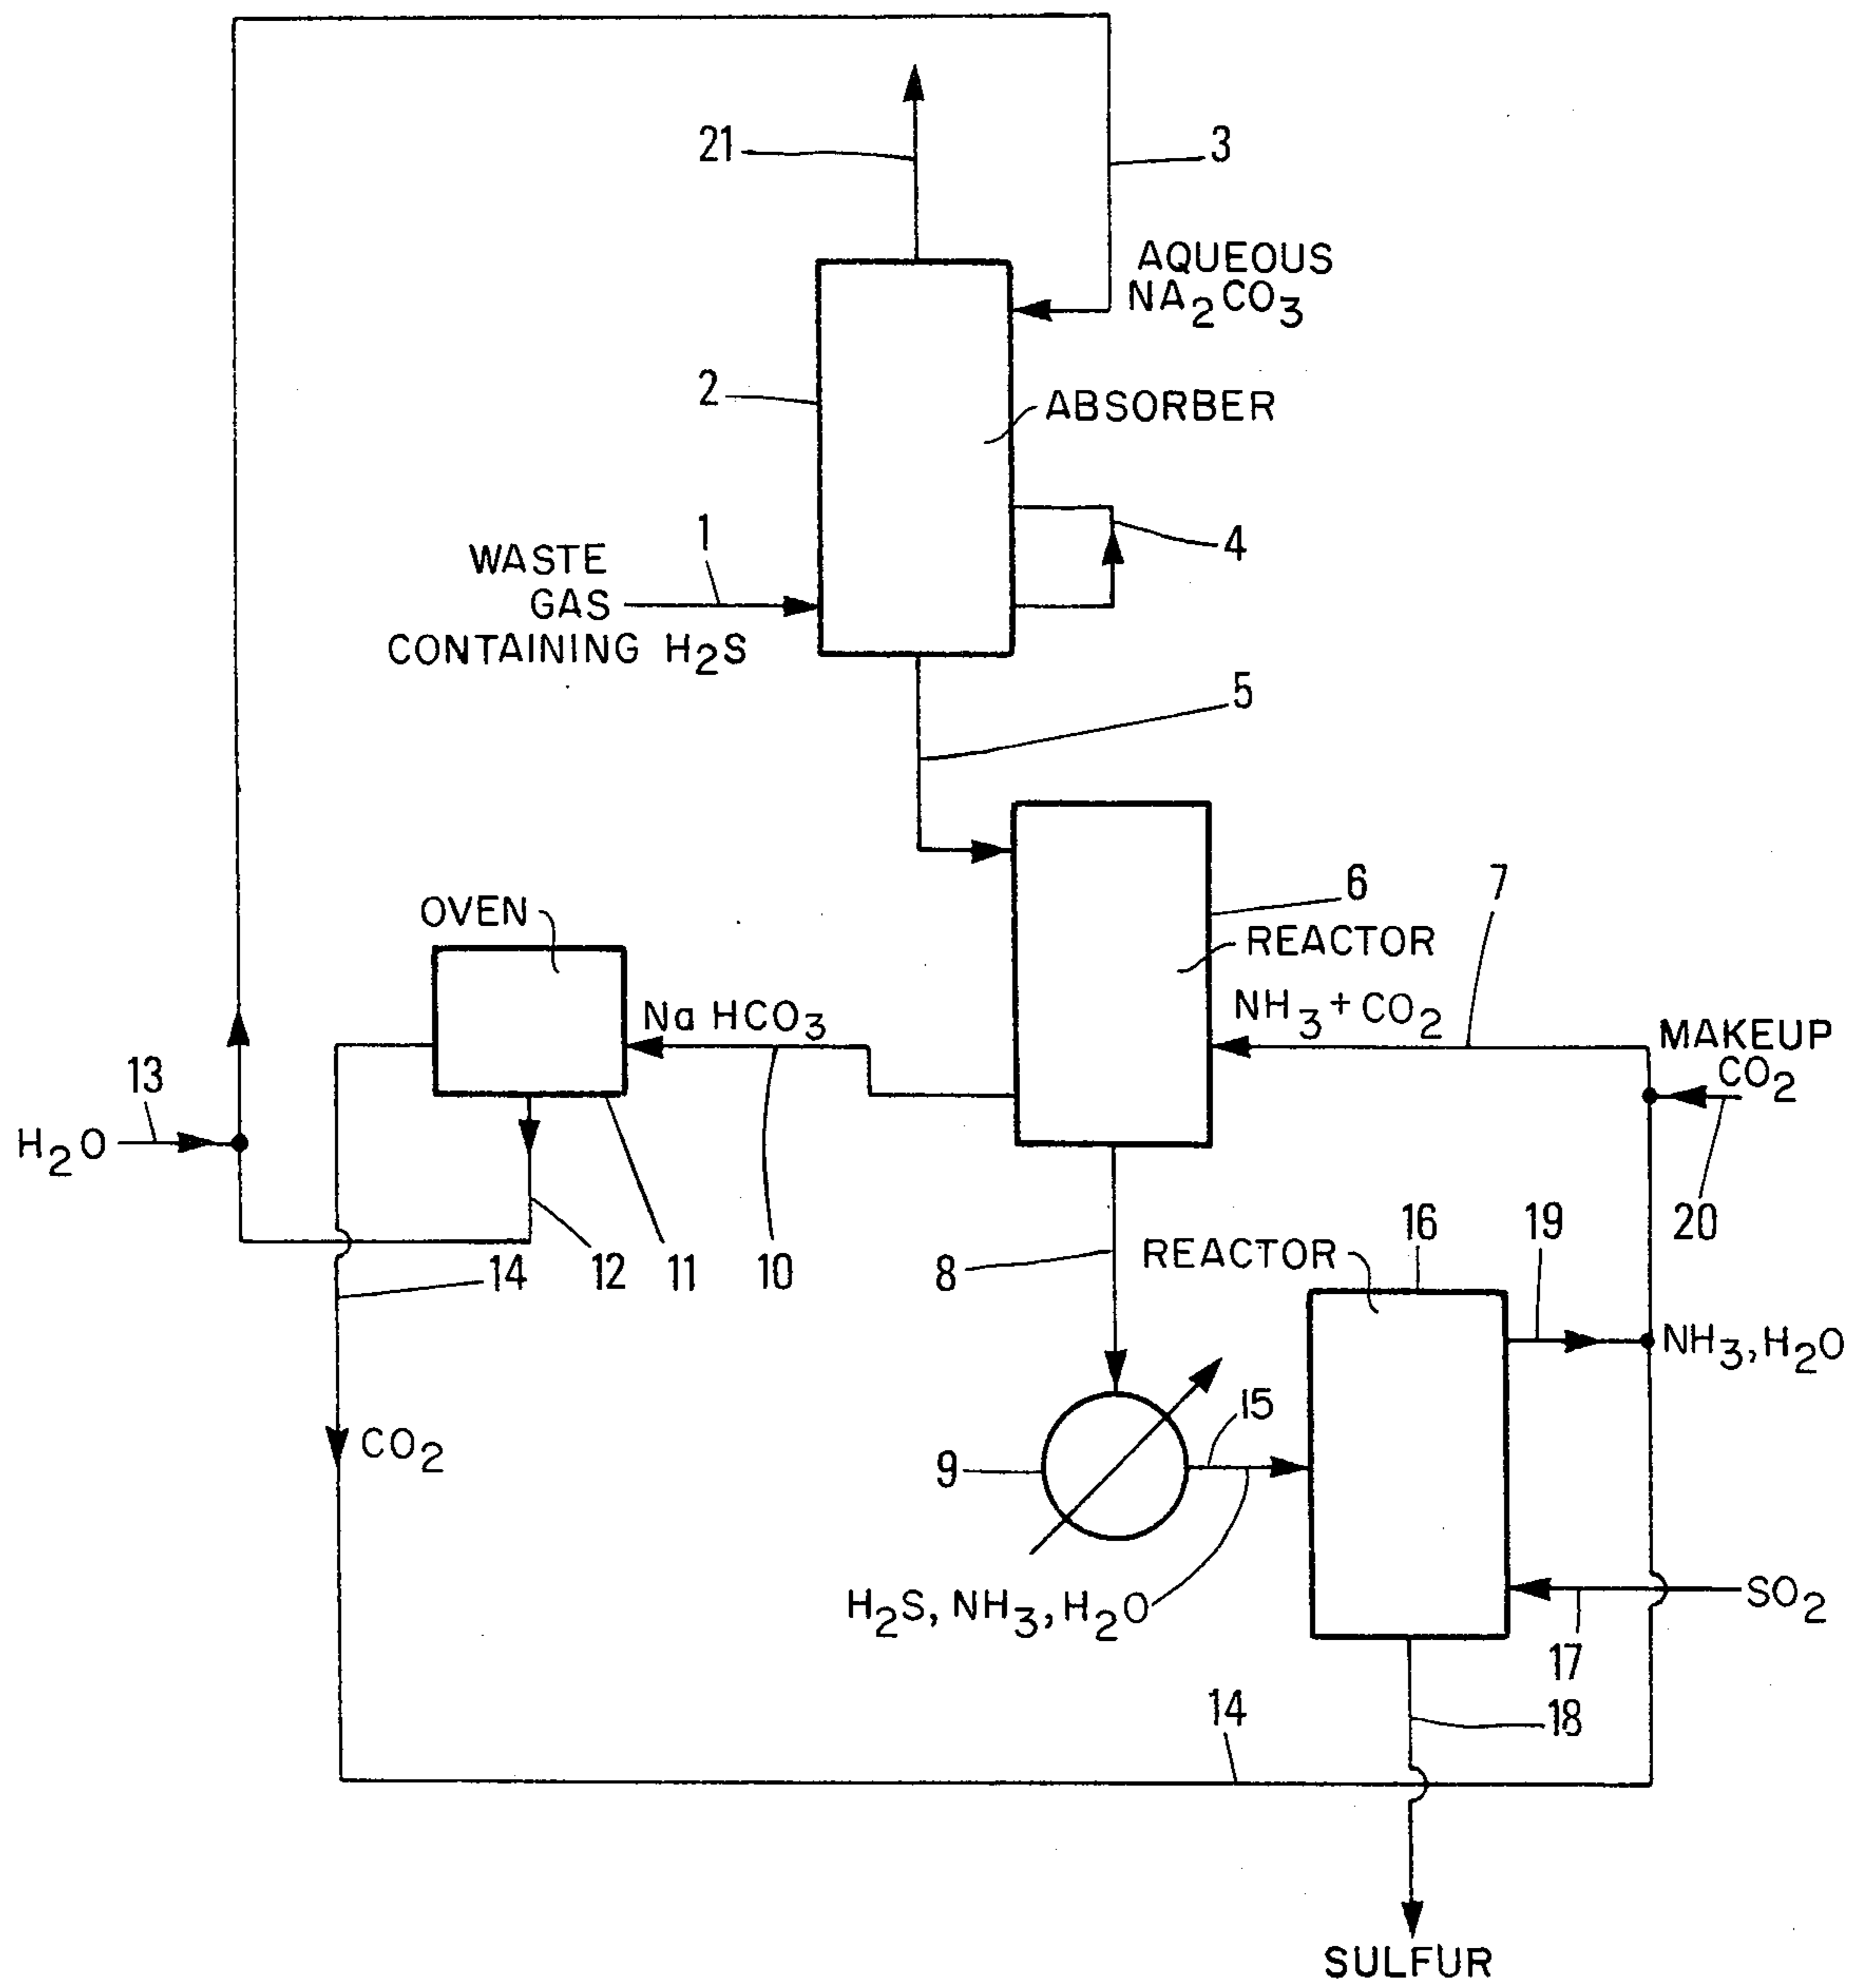 21
3
AQUEOUS
NA2CO3
2
ABSORBER
1
4
WASTE
GAS
CONTAINING H2S
5
6
7
OVEN
REACTOR
Na HCO3
NH3+CO2
MAKEUP
CO2
13
H2O
20
16
19
REACTOR
14
12
11
10
8
NH3,H2O
15
CO2
9
H2S, NH3, H2O
SO2
17
14
18
SULFUR